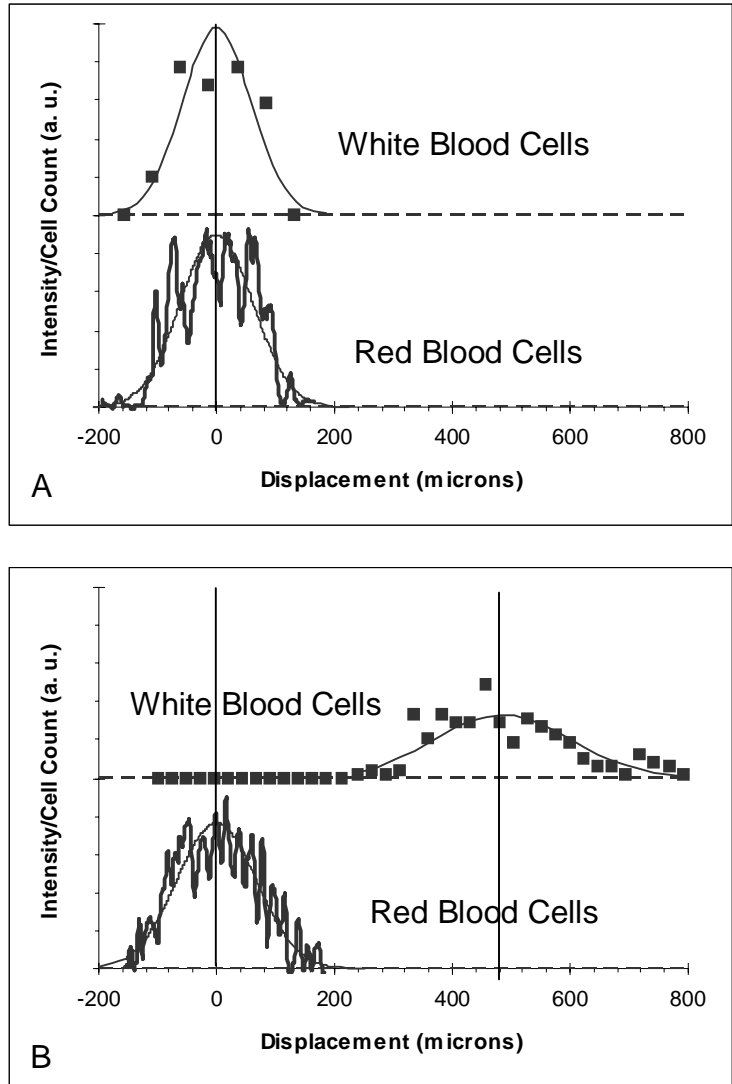 Intensity/Cell Count (a. u.)
White Blood Cells
Red Blood Cells
-200 0 200 400 600 800
Displacement (microns)
A
Intensity/Cell Count (a. u.)
White Blood Cells
Red Blood Cells
-200 0 200 400 600 800
Displacement (microns)
B